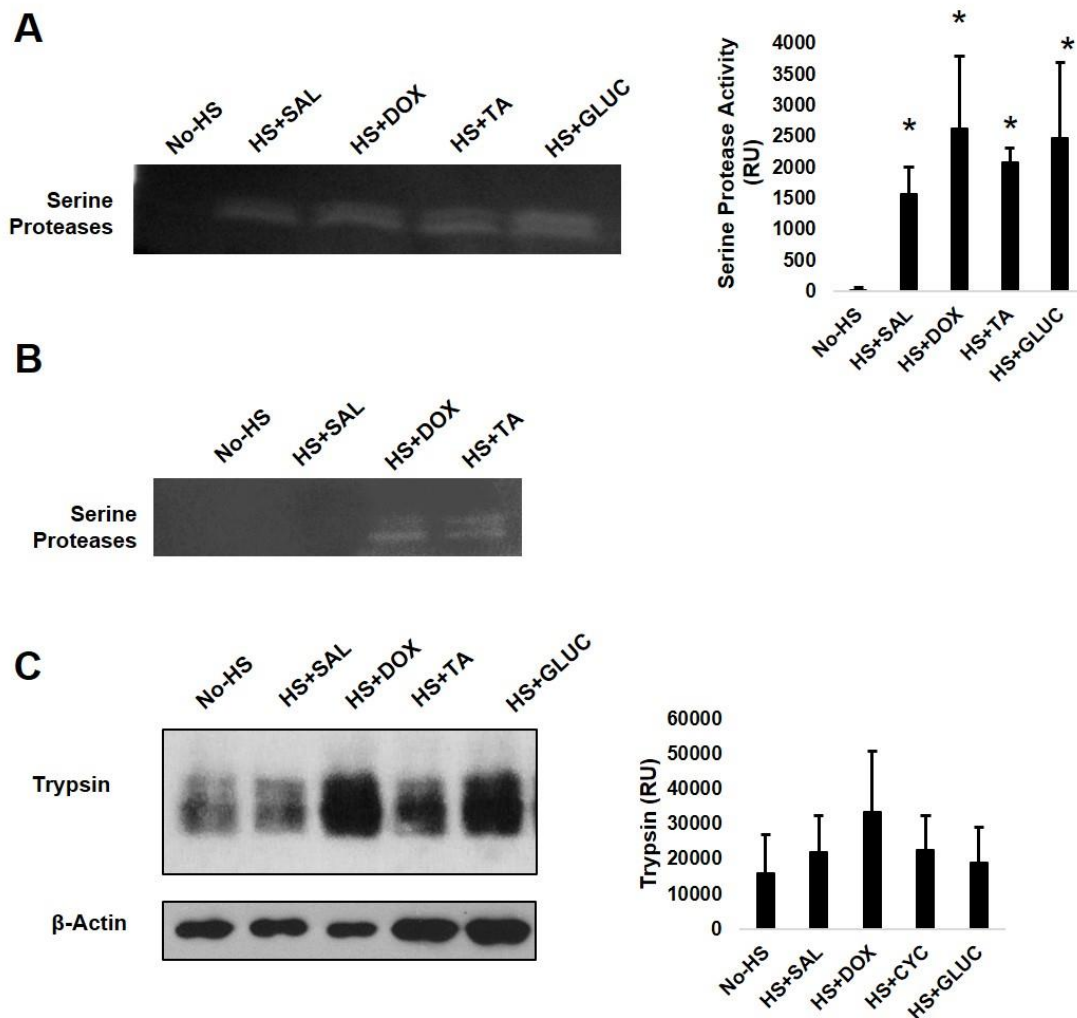 A
No-HS
HS+SAL
HS+DOX
HS+TA
HS+GLUC
Serine
Proteases
Serine Protease Activity
(RU)
4000
3500
3000
2500
2000
1500
1000
500
0
*
*
*
*
No-HS
HS+SAL
HS+DOX
HS+TA
HS+GLUC
B
No-HS
HS+SAL
HS+DOX
HS+TA
Serine
Proteases
C
No-HS
HS+SAL
HS+DOX
HS+TA
HS+GLUC
Trypsin
β-Actin
Trypsin (RU)
60000
50000
40000
30000
20000
10000
0
No-HS
HS+SAL
HS+DOX
HS+CYC
HS+GLUC